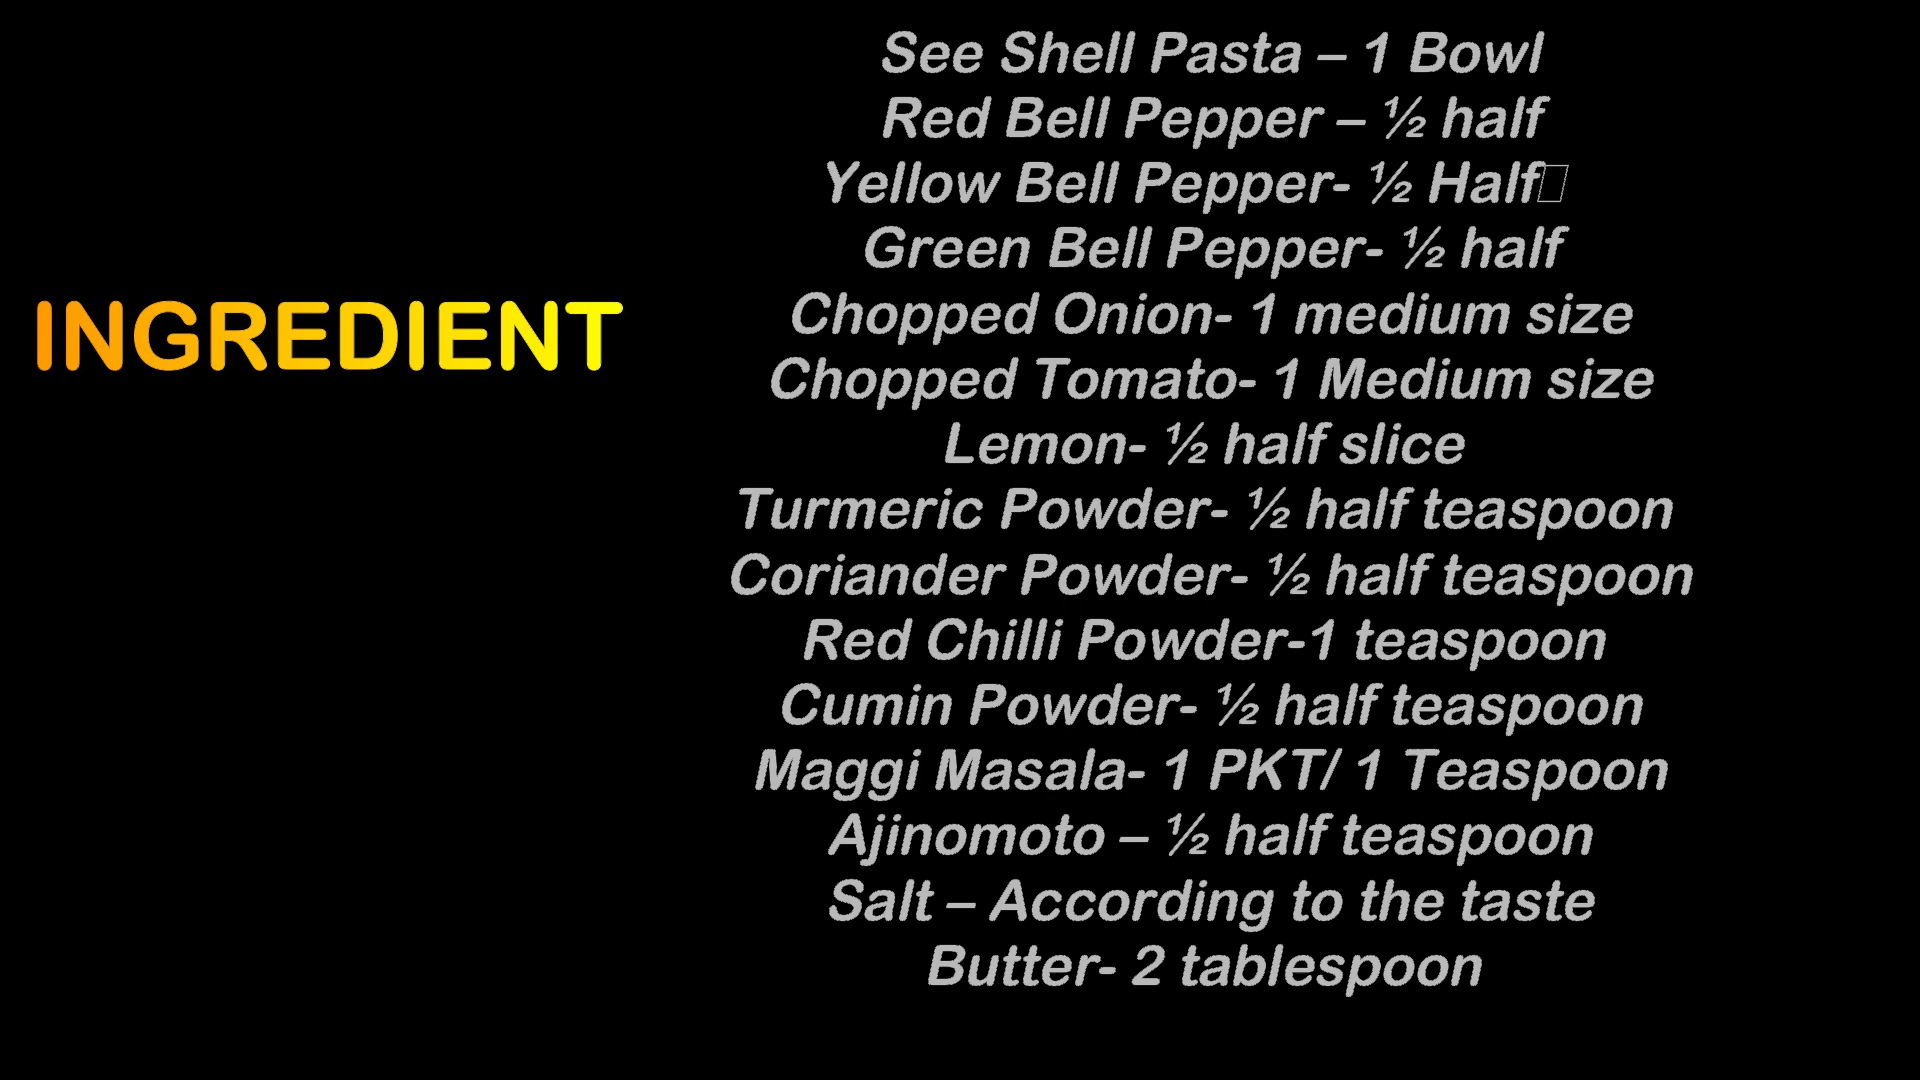 INGREDIENT
See Shell Pasta – 1 Bowl
Red Bell Pepper – ½ half
Yellow Bell Pepper- ½ Half
Green Bell Pepper- ½ half
Chopped Onion- 1 medium size
Chopped Tomato- 1 Medium size
Lemon- ½ half slice
Turmeric Powder- ½ half teaspoon
Coriander Powder- ½ half teaspoon
Red Chilli Powder-1 teaspoon
Cumin Powder- ½ half teaspoon
Maggi Masala- 1 PKT/ 1 Teaspoon
Ajinomoto – ½ half teaspoon
Salt – According to the taste
Butter- 2 tablespoon